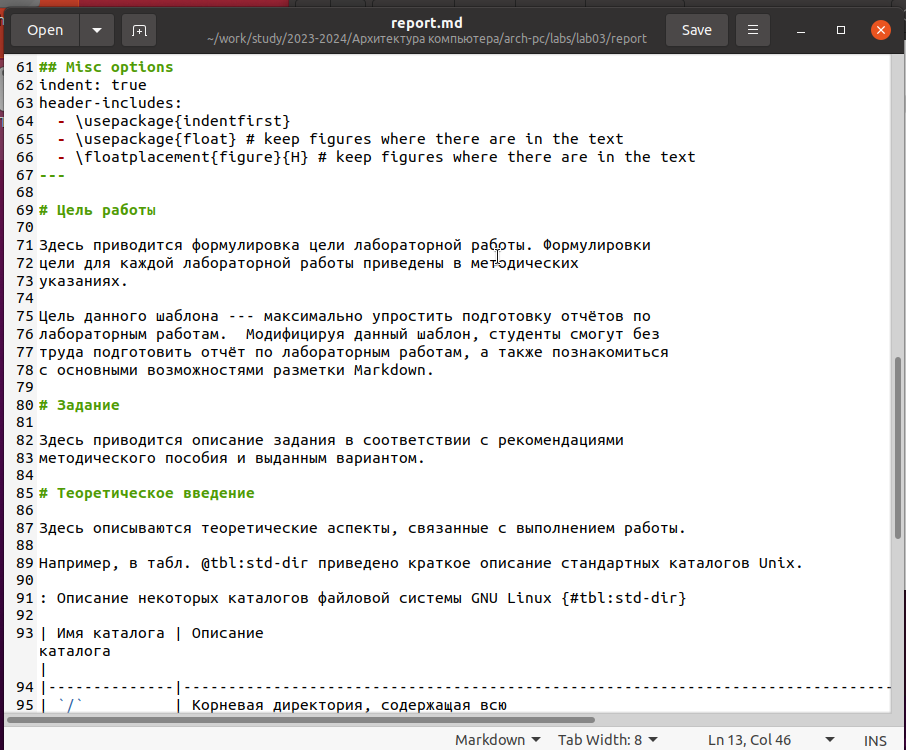 Open
report.md
~/work/study/2023-2024/Архитектура компьютера/arch-pc/labs/lab03/report
Save
61 ## Misc options
62 indent: true
63 header-includes:
64   - \usepackage{indentfirst}
65   - \usepackage{float} # keep figures where there are in the text
66   - \floatplacement{figure}{H} # keep figures where there are in the text
67 ---
68
69 # Цель работы
70
71 Здесь приводится формулировка цели лабораторной работы. Формулировки
72 цели для каждой лабораторной работы приведены в методических
73 указаниях.
74
75 Цель данного шаблона --- максимально упростить подготовку отчётов по
76 лабораторным работам.  Модифицируя данный шаблон, студенты смогут без
77 труда подготовить отчёт по лабораторным работам, а также познакомиться
78 с основными возможностями разметки Markdown.
79
80 # Задание
81
82 Здесь приводится описание задания в соответствии с рекомендациями
83 методического пособия и выданным вариантом.
84
85 # Теоретическое введение
86
87 Здесь описываются теоретические аспекты, связанные с выполнением работы.
88
89 Например, в табл. @tbl:std-dir приведено краткое описание стандартных каталогов Unix.
90
91 : Описание некоторых каталогов файловой системы GNU Linux {#tbl:std-dir}
92
93 | Имя каталога | Описание
каталога
|
94 |--------------|-------------------------------------------------------------------------------
95 | `/`          | Корневая директория, содержащая всю
Markdown
Tab Width: 8
Ln 13, Col 46
INS